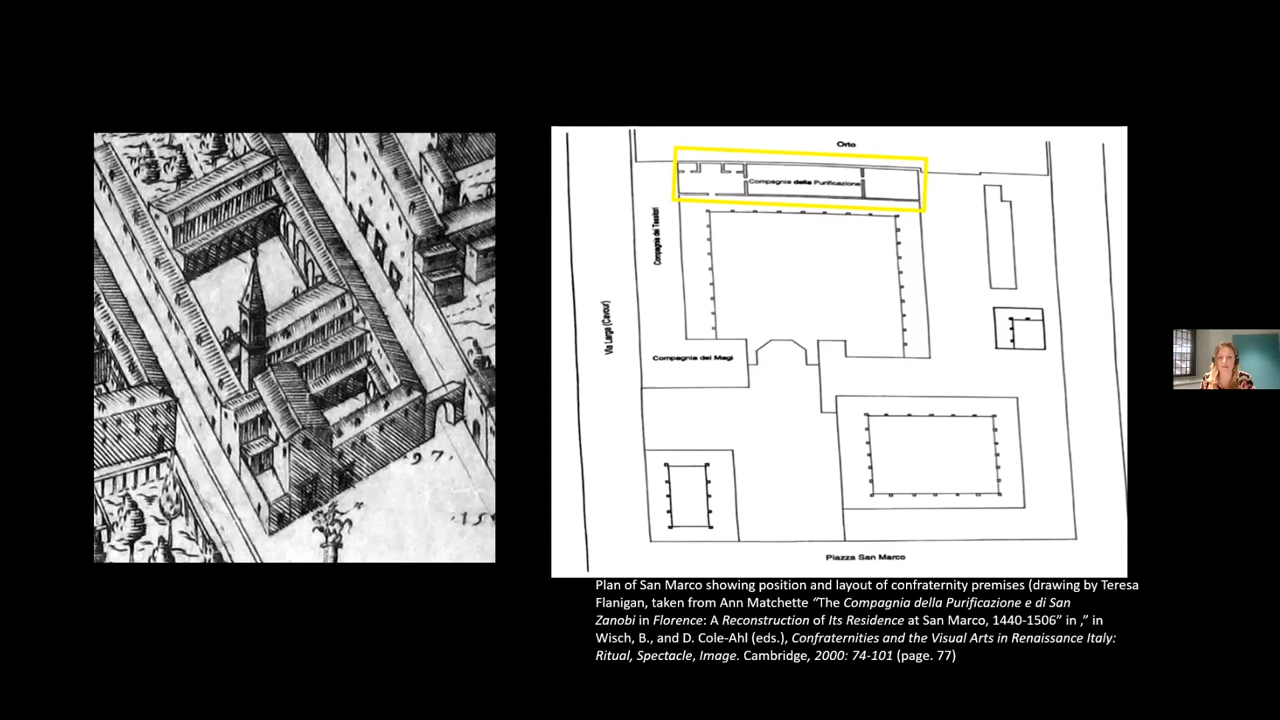 Orto
Compagnia della Purificazione
Compagnia dei Tessitori
Via Larga (Cavour)
Compagnia dei Magi
Piazza San Marco
97.
.15
Plan of San Marco showing position and layout of confraternity premises (drawing by Teresa
Flanigan, taken from Ann Matchette “The Compagnia della Purificazione e di San
Zanobi in Florence: A Reconstruction of Its Residence at San Marco, 1440-1506” in ,” in
Wisch, B., and D. Cole-Ahl (eds.), Confraternities and the Visual Arts in Renaissance Italy:
Ritual, Spectacle, Image. Cambridge, 2000: 74-101 (page. 77)